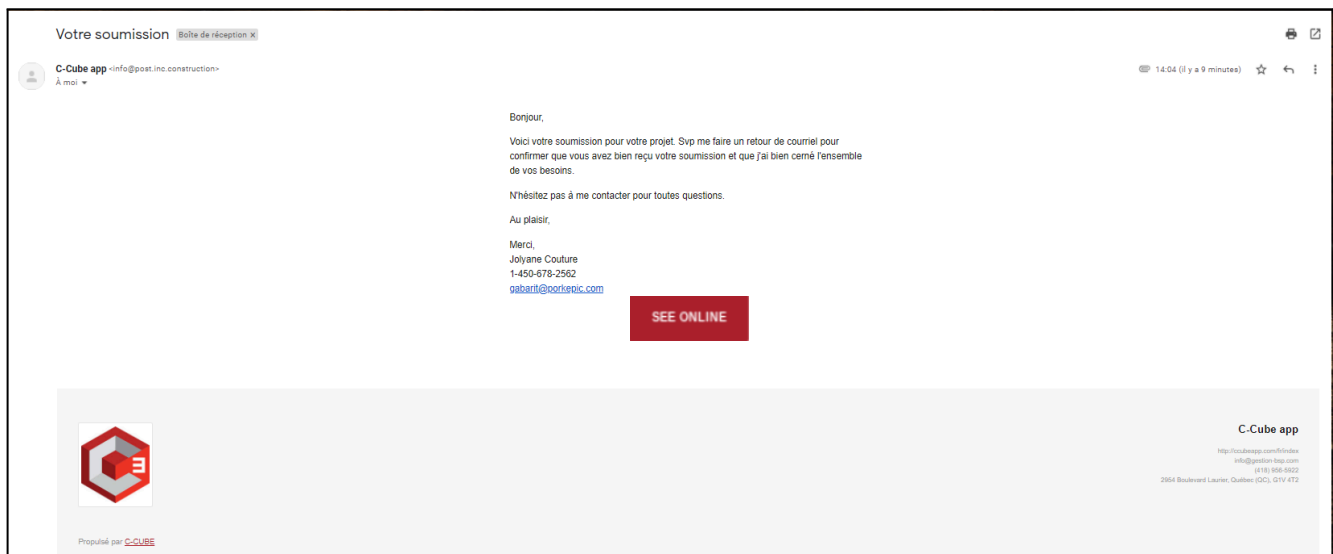 Votre soumission Boîte de réception x
C-Cube app <info@post.inc.construction>
14:04 (il y a 9 minutes)
À moi
Bonjour,
Voici votre soumission pour votre projet. Svp me faire un retour de courriel pour
confirmer que vous avez bien reçu votre soumission et que j'ai bien cerné l'ensemble
de vos besoins.
N'hésitez pas à me contacter pour toutes questions.
Au plaisir,
Merci,
Jolyane Couture
1-450-678-2562
gabarit@porkepic.com
SEE ONLINE
3
C-Cube app
http://ccubeapp.com/fr/index
info@gestion-bsp.com
(418) 956-5922
2954 Boulevard Laurier, Québec (QC), G1V 4T2
Propulsé par C-CUBE